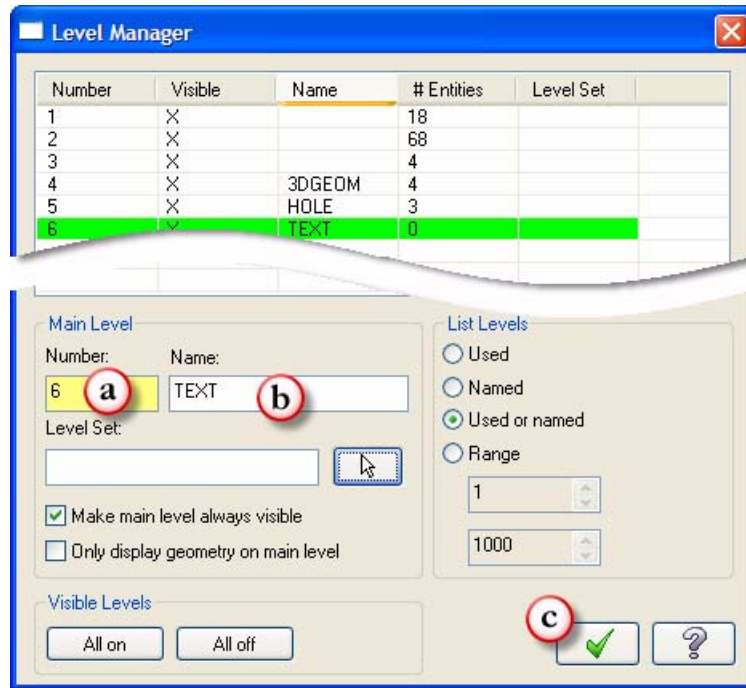 Level Manager
Number Visible Name # Entities Level Set
1 X 18
2 X 68
3 X 4
4 X 3DGEOM 4
5 X HOLE 3
6 X TEXT 0
Main Level
Number: Name:
6 a TEXT b
Level Set:
Make main level always visible
Only display geometry on main level
List Levels
Used
Named
Used or named
Range
1
1000
Visible Levels
All on All off
c ?